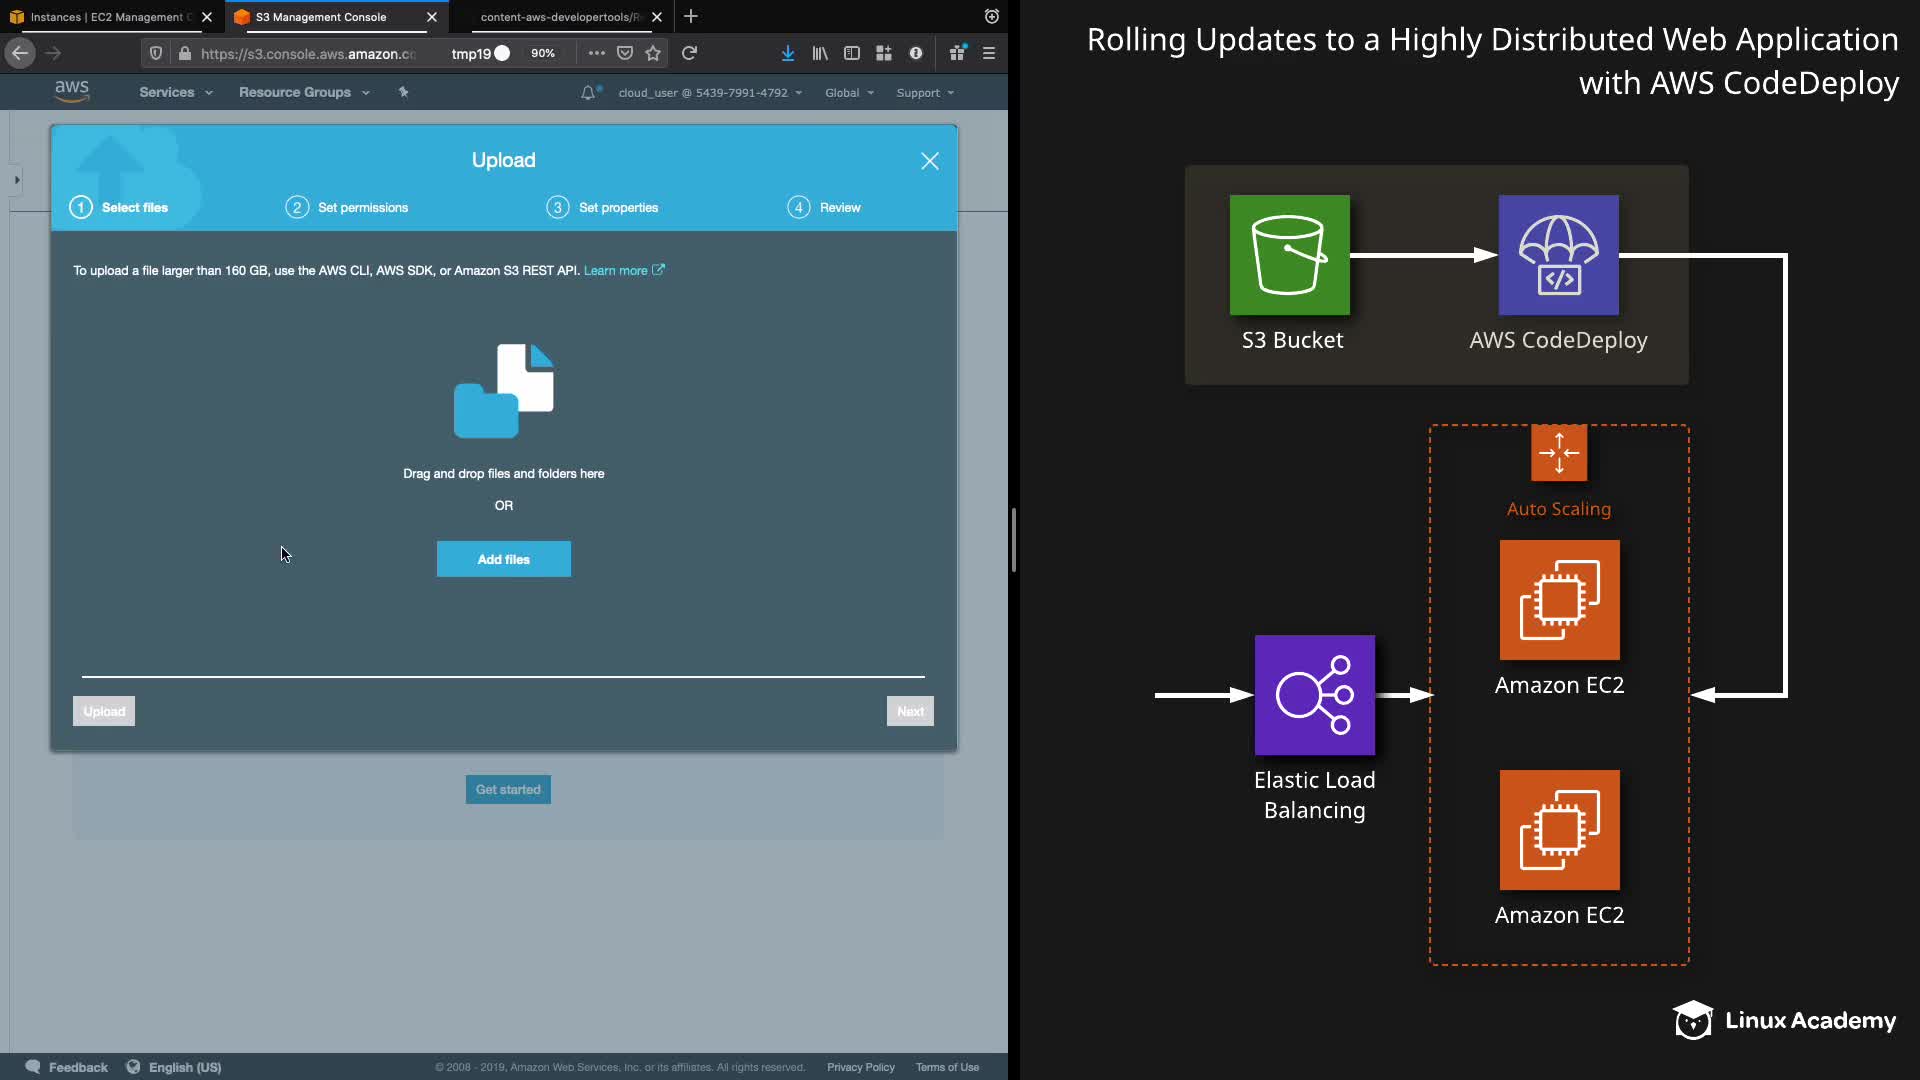 Instances | EC2 Management C
S3 Management Console
content-aws-developertools/R
https://s3.console.aws.amazon.co
tmp19
90%
aws
Services
Resource Groups
cloud_user @ 5439-7991-4792
Global
Support
Upload
1 Select files
2 Set permissions
3 Set properties
4 Review
To upload a file larger than 160 GB, use the AWS CLI, AWS SDK, or Amazon S3 REST API. Learn more
Drag and drop files and folders here
OR
Add files
Upload
Next
Get started
Feedback
English (US)
© 2008 - 2019, Amazon Web Services, Inc. or its affiliates. All rights reserved.
Privacy Policy
Terms of Use
Rolling Updates to a Highly Distributed Web Application
with AWS CodeDeploy
S3 Bucket
AWS CodeDeploy
Auto Scaling
Amazon EC2
Elastic Load
Balancing
Amazon EC2
Linux Academy